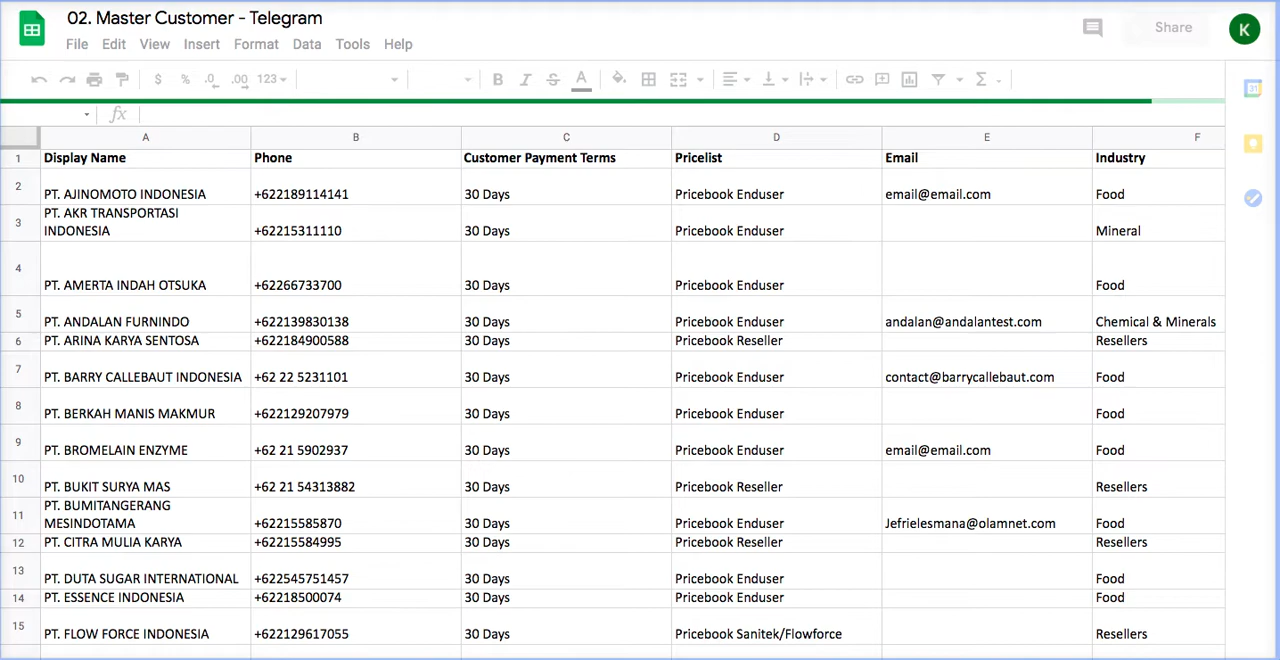 02. Master Customer - Telegram
File Edit View Insert Format Data Tools Help
Share
K
$ % .0 .00 123
B I S A
31
fx
A B C D E F
1 Display Name Phone Customer Payment Terms Pricelist Email Industry
2 PT. AJINOMOTO INDONESIA +622189114141 30 Days Pricebook Enduser email@email.com Food
PT. AKR TRANSPORTASI
3 INDONESIA +62215311110 30 Days Pricebook Enduser Mineral
4 PT. AMERTA INDAH OTSUKA +62266733700 30 Days Pricebook Enduser Food
5 PT. ANDALAN FURNINDO +622139830138 30 Days Pricebook Enduser andalan@andalantest.com Chemical & Minerals
6 PT. ARINA KARYA SENTOSA +622184900588 30 Days Pricebook Reseller Resellers
7 PT. BARRY CALLEBAUT INDONESIA +62 22 5231101 30 Days Pricebook Enduser contact@barrycallebaut.com Food
8 PT. BERKAH MANIS MAKMUR +622129207979 30 Days Pricebook Enduser Food
9 PT. BROMELAIN ENZYME +62 21 5902937 30 Days Pricebook Enduser email@email.com Food
10 PT. BUKIT SURYA MAS +62 21 54313882 30 Days Pricebook Reseller Resellers
PT. BUMITANGERANG
11 MESINDOTAMA +62215585870 30 Days Pricebook Enduser Jefrielesmana@olamnet.com Food
12 PT. CITRA MULIA KARYA +62215584995 30 Days Pricebook Reseller Resellers
13 PT. DUTA SUGAR INTERNATIONAL +622545751457 30 Days Pricebook Enduser Food
14 PT. ESSENCE INDONESIA +62218500074 30 Days Pricebook Enduser Food
15 PT. FLOW FORCE INDONESIA +622129617055 30 Days Pricebook Sanitek/Flowforce Resellers